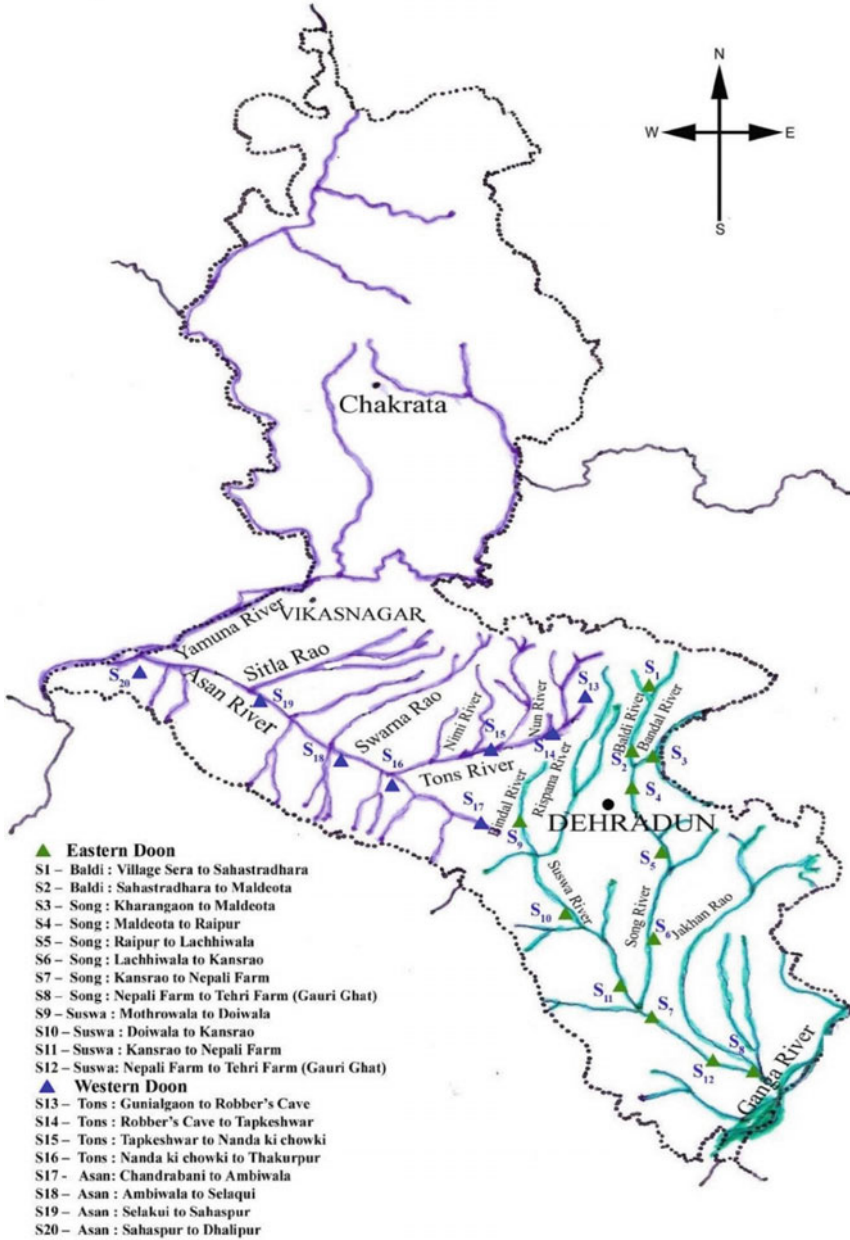 N
W
E
S
Chakrata
VIKASNAGAR
Yamuna River
Sitla Rao
Asan River
Swarna Rao
Nimi River
Nun River
Tons River
Bindal River
Rispana River
Baldi River
Bandal River
DEHRADUN
Suswa River
Song River
Jakhan Rao
Ganga River
S1
S2
S3
S4
S5
S6
S7
S8
S9
S10
S11
S12
S13
S14
S15
S16
S17
S18
S19
S20
Eastern Doon
S1 – Baldi : Village Sera to Sahastradhara
S2 – Baldi : Sahastradhara to Maldeota
S3 – Song : Kharangaon to Maldeota
S4 – Song : Maldeota to Raipur
S5 – Song : Raipur to Lachhiwala
S6 – Song : Lachhiwala to Kansrao
S7 – Song : Kansrao to Nepali Farm
S8 – Song : Nepali Farm to Tehri Farm (Gauri Ghat)
S9 – Suswa : Mothrowala to Doiwala
S10 – Suswa : Doiwala to Kansrao
S11 – Suswa : Kansrao to Nepali Farm
S12 – Suswa: Nepali Farm to Tehri Farm (Gauri Ghat)
Western Doon
S13 – Tons : Gunialgaon to Robber's Cave
S14 – Tons : Robber's Cave to Tapkeshwar
S15 – Tons : Tapkeshwar to Nanda ki chowki
S16 – Tons : Nanda ki chowki to Thakurpur
S17 - Asan: Chandrabani to Ambiwala
S18 – Asan : Ambiwala to Selaqui
S19 – Asan : Selakui to Sahaspur
S20 – Asan : Sahaspur to Dhalipur